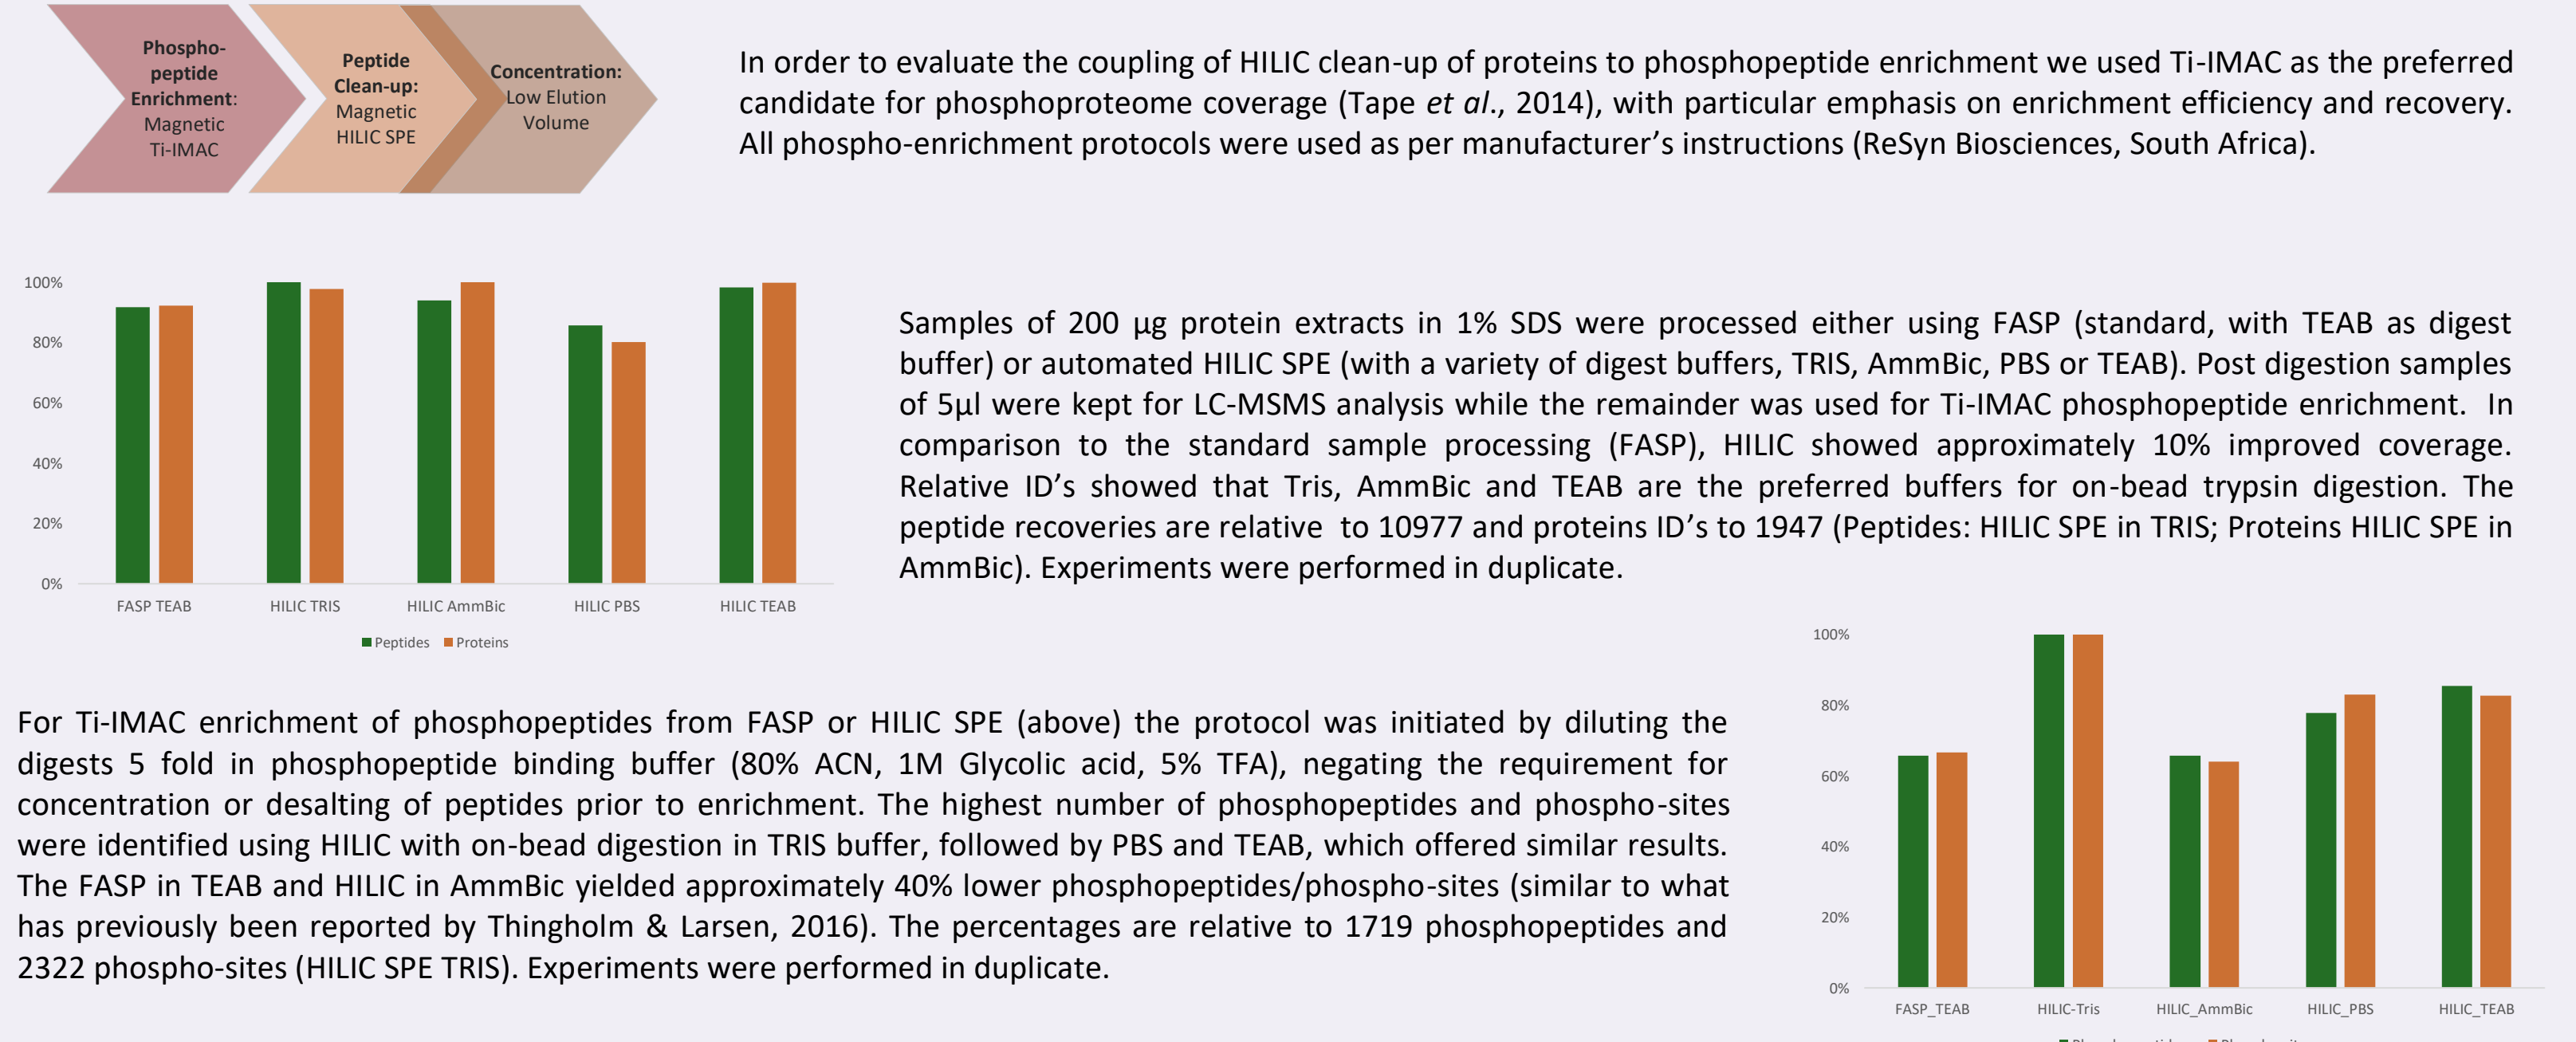 Phospho-
peptide
Enrichment:
Magnetic
Ti-IMAC
Peptide
Clean-up:
Magnetic
HILIC SPE
Concentration:
Low Elution
Volume
In order to evaluate the coupling of HILIC clean-up of proteins to phosphopeptide enrichment we used Ti-IMAC as the preferred
candidate for phosphoproteome coverage (Tape et al., 2014), with particular emphasis on enrichment efficiency and recovery.
All phospho-enrichment protocols were used as per manufacturer's instructions (ReSyn Biosciences, South Africa).
100%
80%
60%
40%
20%
0%
FASP TEAB HILIC TRIS HILIC AmmBic HILIC PBS HILIC TEAB
Peptides Proteins
Samples of 200 µg protein extracts in 1% SDS were processed either using FASP (standard, with TEAB as digest
buffer) or automated HILIC SPE (with a variety of digest buffers, TRIS, AmmBic, PBS or TEAB). Post digestion samples
of 5µl were kept for LC-MSMS analysis while the remainder was used for Ti-IMAC phosphopeptide enrichment. In
comparison to the standard sample processing (FASP), HILIC showed approximately 10% improved coverage.
Relative ID's showed that Tris, AmmBic and TEAB are the preferred buffers for on-bead trypsin digestion. The
peptide recoveries are relative to 10977 and proteins ID's to 1947 (Peptides: HILIC SPE in TRIS; Proteins HILIC SPE in
AmmBic). Experiments were performed in duplicate.
For Ti-IMAC enrichment of phosphopeptides from FASP or HILIC SPE (above) the protocol was initiated by diluting the
digests 5 fold in phosphopeptide binding buffer (80% ACN, 1M Glycolic acid, 5% TFA), negating the requirement for
concentration or desalting of peptides prior to enrichment. The highest number of phosphopeptides and phospho-sites
were identified using HILIC with on-bead digestion in TRIS buffer, followed by PBS and TEAB, which offered similar results.
The FASP in TEAB and HILIC in AmmBic yielded approximately 40% lower phosphopeptides/phospho-sites (similar to what
has previously been reported by Thingholm & Larsen, 2016). The percentages are relative to 1719 phosphopeptides and
2322 phospho-sites (HILIC SPE TRIS). Experiments were performed in duplicate.
100%
80%
60%
40%
20%
0%
FASP_TEAB HILIC-Tris HILIC_AmmBic HILIC_PBS HILIC_TEAB